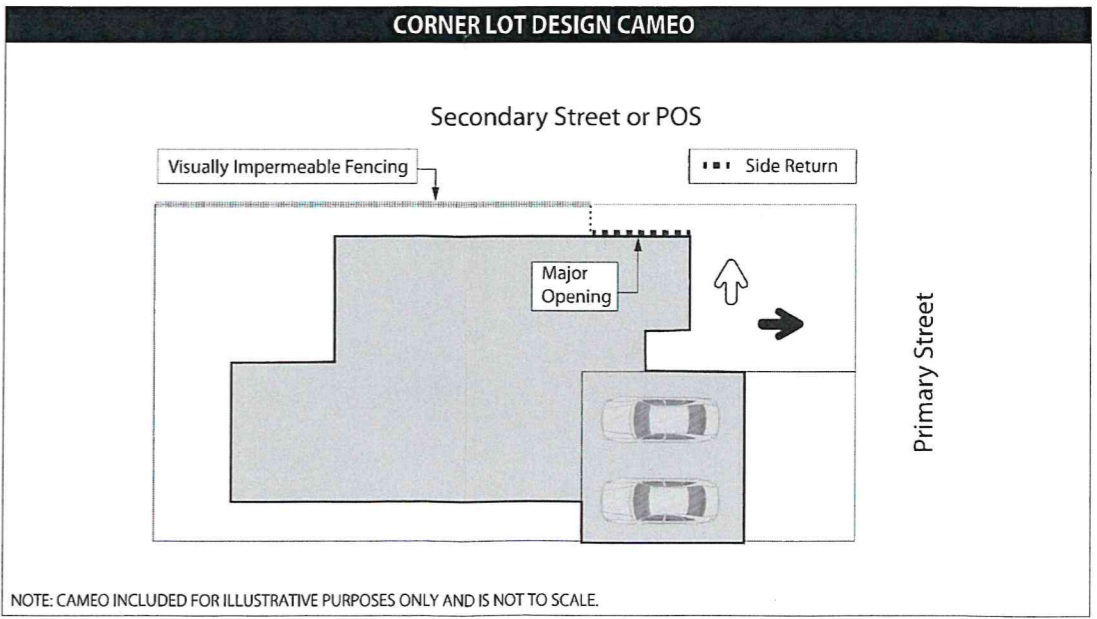 CORNER LOT DESIGN CAMEO
Secondary Street or POS
Visually Impermeable Fencing
Side Return
Major
Opening
Primary Street
NOTE: CAMEO INCLUDED FOR ILLUSTRATIVE PURPOSES ONLY AND IS NOT TO SCALE.